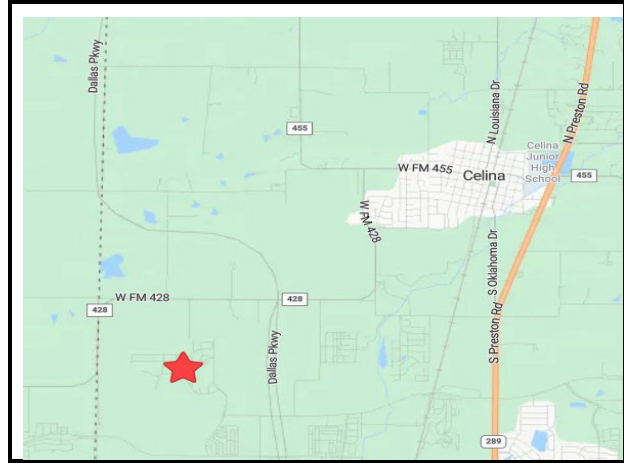 Dallas Pkwy
N Louisiana Dr
N Preston Rd
455
Celina
Junior
High
School
W FM 455
Celina
455
W FM 428
S Oklahoma Dr
W FM 428
428
428
S Preston Rd
Dallas Pkwy
289